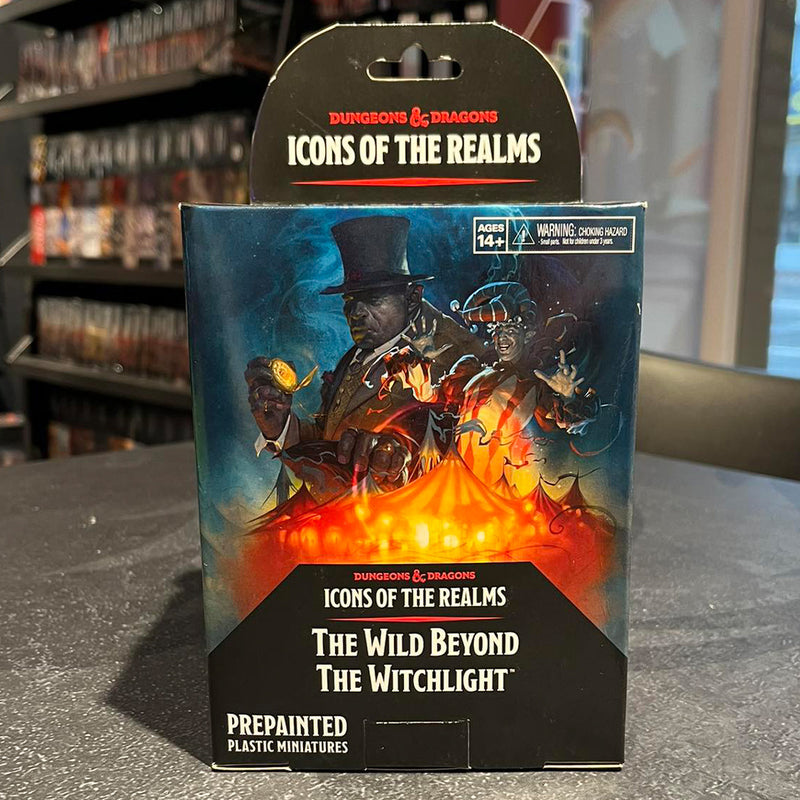 DUNGEONS & DRAGONS
ICONS OF THE REALMS
AGES
14+
WARNING: CHOKING HAZARD
- Small parts. Not for children under 3 years.
DUNGEONS & DRAGONS
ICONS OF THE REALMS
THE WILD BEYOND
THE WITCHLIGHT™
PREPAINTED
PLASTIC MINIATURES